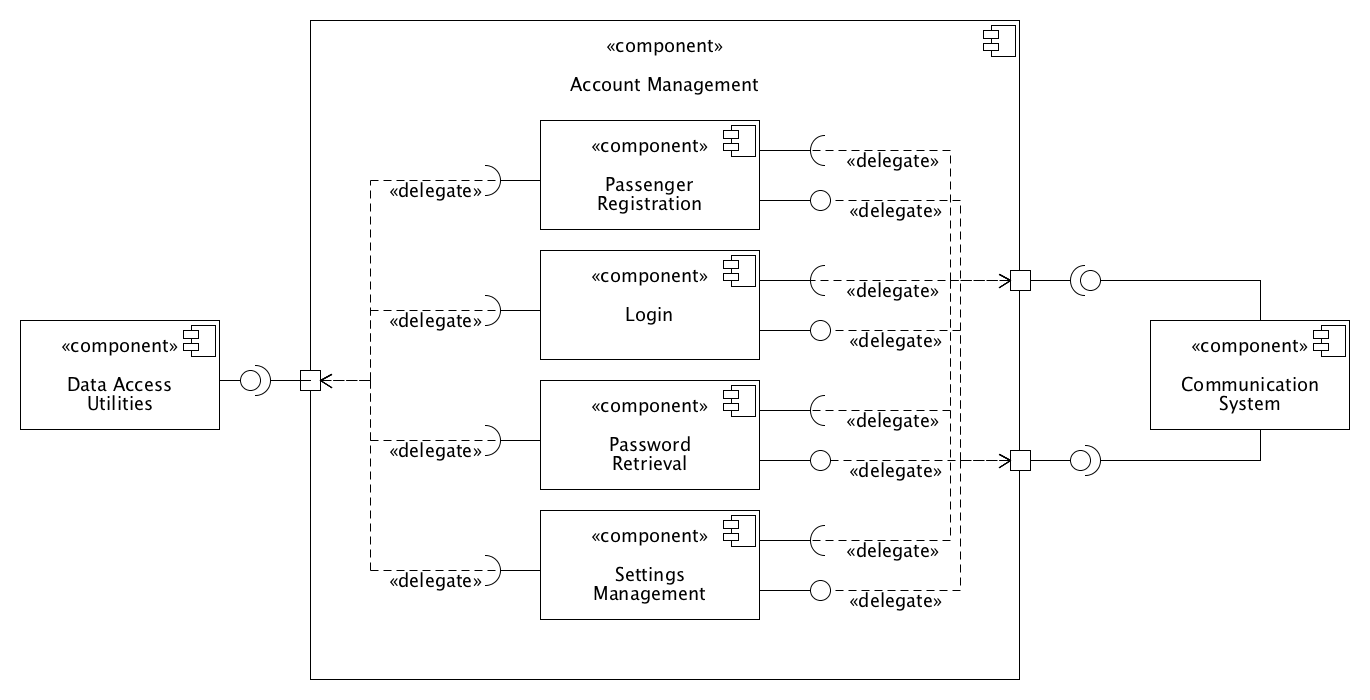 «component»
Account Management
«component»
Passenger
Registration
«delegate»
«delegate»
«delegate»
«component»
Login
«delegate»
«delegate»
«delegate»
«component»
Data Access
Utilities
«component»
Communication
System
«component»
Password
Retrieval
«delegate»
«delegate»
«delegate»
«component»
Settings
Management
«delegate»
«delegate»
«delegate»